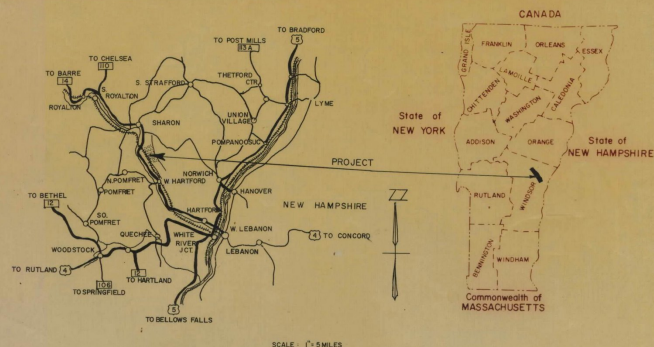 CANADA
TO BRADFORD
5
TO POST MILLS
113A
TO CHELSEA
110
TO BARRE
14
S. STRAFFORD
THETFORD
CTR.
S.
ROYALTON
ROYALTON
LYME
UNION
VILLAGE
SHARON
POMPANOOSUC
PROJECT
NORWICH
N. POMFRET
W. HARTFORD
POMFRET
HANOVER
TO BETHEL
12
HARTFORD
NEW HAMPSHIRE
SO.
POMFRET
QUECHEE
WHITE
RIVER
JCT.
W. LEBANON
4 TO CONCORD
LEBANON
WOODSTOCK
TO RUTLAND 4
12
TO HARTLAND
106
TO SPRINGFIELD
5
TO BELLOWS FALLS
SCALE : 1"= 5 MILES
GRAND ISLE
FRANKLIN
ORLEANS
ESSEX
LAMOILLE
CHITTENDEN
CALEDONIA
WASHINGTON
State of
NEW YORK
ADDISON
ORANGE
State of
NEW HAMPSHIRE
RUTLAND
WINDSOR
BENNINGTON
WINDHAM
Commonwealth of
MASSACHUSETTS